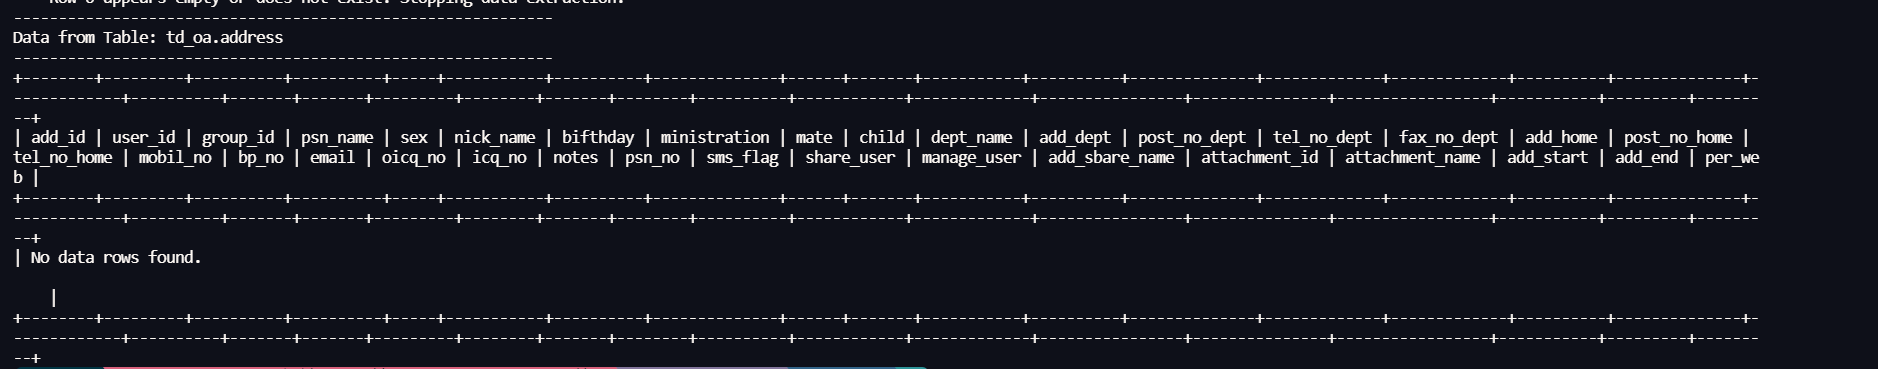 Row 0 appears empty or does not exist. Stopping data extraction.
------------------------------------------------------------
Data from Table: td_oa.address
------------------------------------------------------------
+--------+---------+----------+----------+-----+-----------+----------+--------------+------+-------+-----------+----------+--------------+-------------+-------------+----------+--------------+-
------------+----------+-------+-------+---------+--------+-------+--------+----------+------------+-------------+----------------+---------------+-----------------+-----------+---------+-------
--+
| add_id | user_id | group_id | psn_name | sex | nick_name | bifthday | ministration | mate | child | dept_name | add_dept | post_no_dept | tel_no_dept | fax_no_dept | add_home | post_no_home |
tel_no_home | mobil_no | bp_no | email | oicq_no | icq_no | notes | psn_no | sms_flag | share_user | manage_user | add_sbare_name | attachment_id | attachment_name | add_start | add_end | per_we
b |
+--------+---------+----------+----------+-----+-----------+----------+--------------+------+-------+-----------+----------+--------------+-------------+-------------+----------+--------------+-
------------+----------+-------+-------+---------+--------+-------+--------+----------+------------+-------------+----------------+---------------+-----------------+-----------+---------+-------
--+
| No data rows found.
|
+--------+---------+----------+----------+-----+-----------+----------+--------------+------+-------+-----------+----------+--------------+-------------+-------------+----------+--------------+-
------------+----------+-------+-------+---------+--------+-------+--------+----------+------------+-------------+----------------+---------------+-----------------+-----------+---------+-------
--+